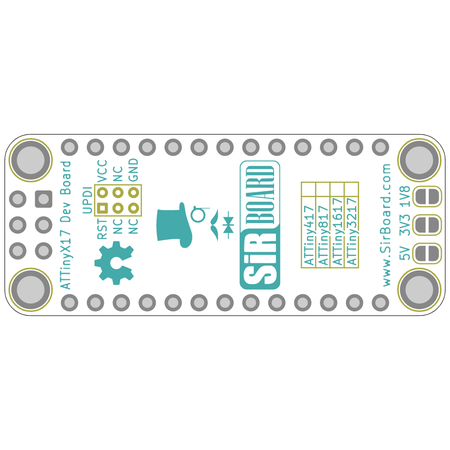 ATTinyX17 Dev Board
UPDI
RST NC NC
VCC NC GND
SiR BOARD
ATTiny417
ATTiny817
ATTiny1617
ATTiny3217
www.SirBoard.com
5V 3V3 1V8